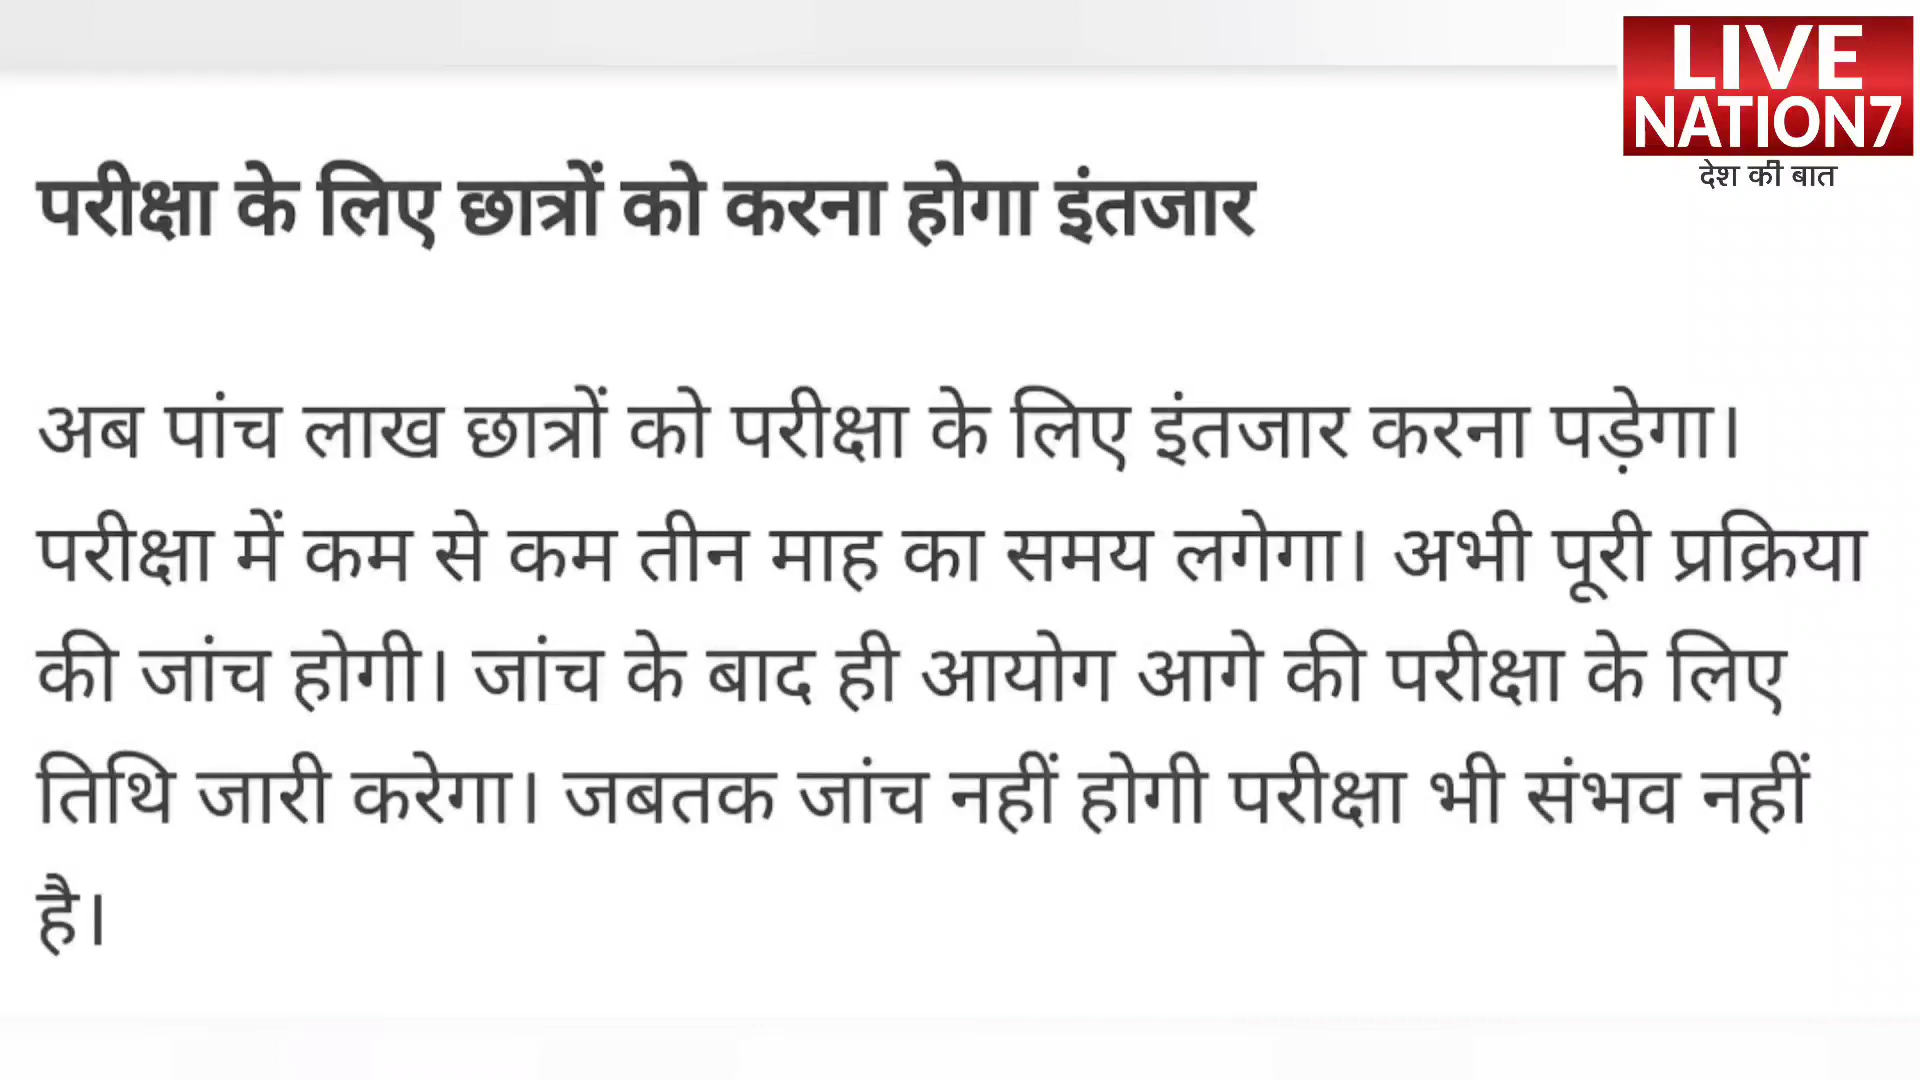 LIVE
NATION7
देश की बात
परीक्षा के लिए छात्रों को करना होगा इंतजार
अब पांच लाख छात्रों को परीक्षा के लिए इंतजार करना पड़ेगा।
परीक्षा में कम से कम तीन माह का समय लगेगा। अभी पूरी प्रक्रिया
की जांच होगी। जांच के बाद ही आयोग आगे की परीक्षा के लिए
तिथि जारी करेगा। जबतक जांच नहीं होगी परीक्षा भी संभव नहीं
है।